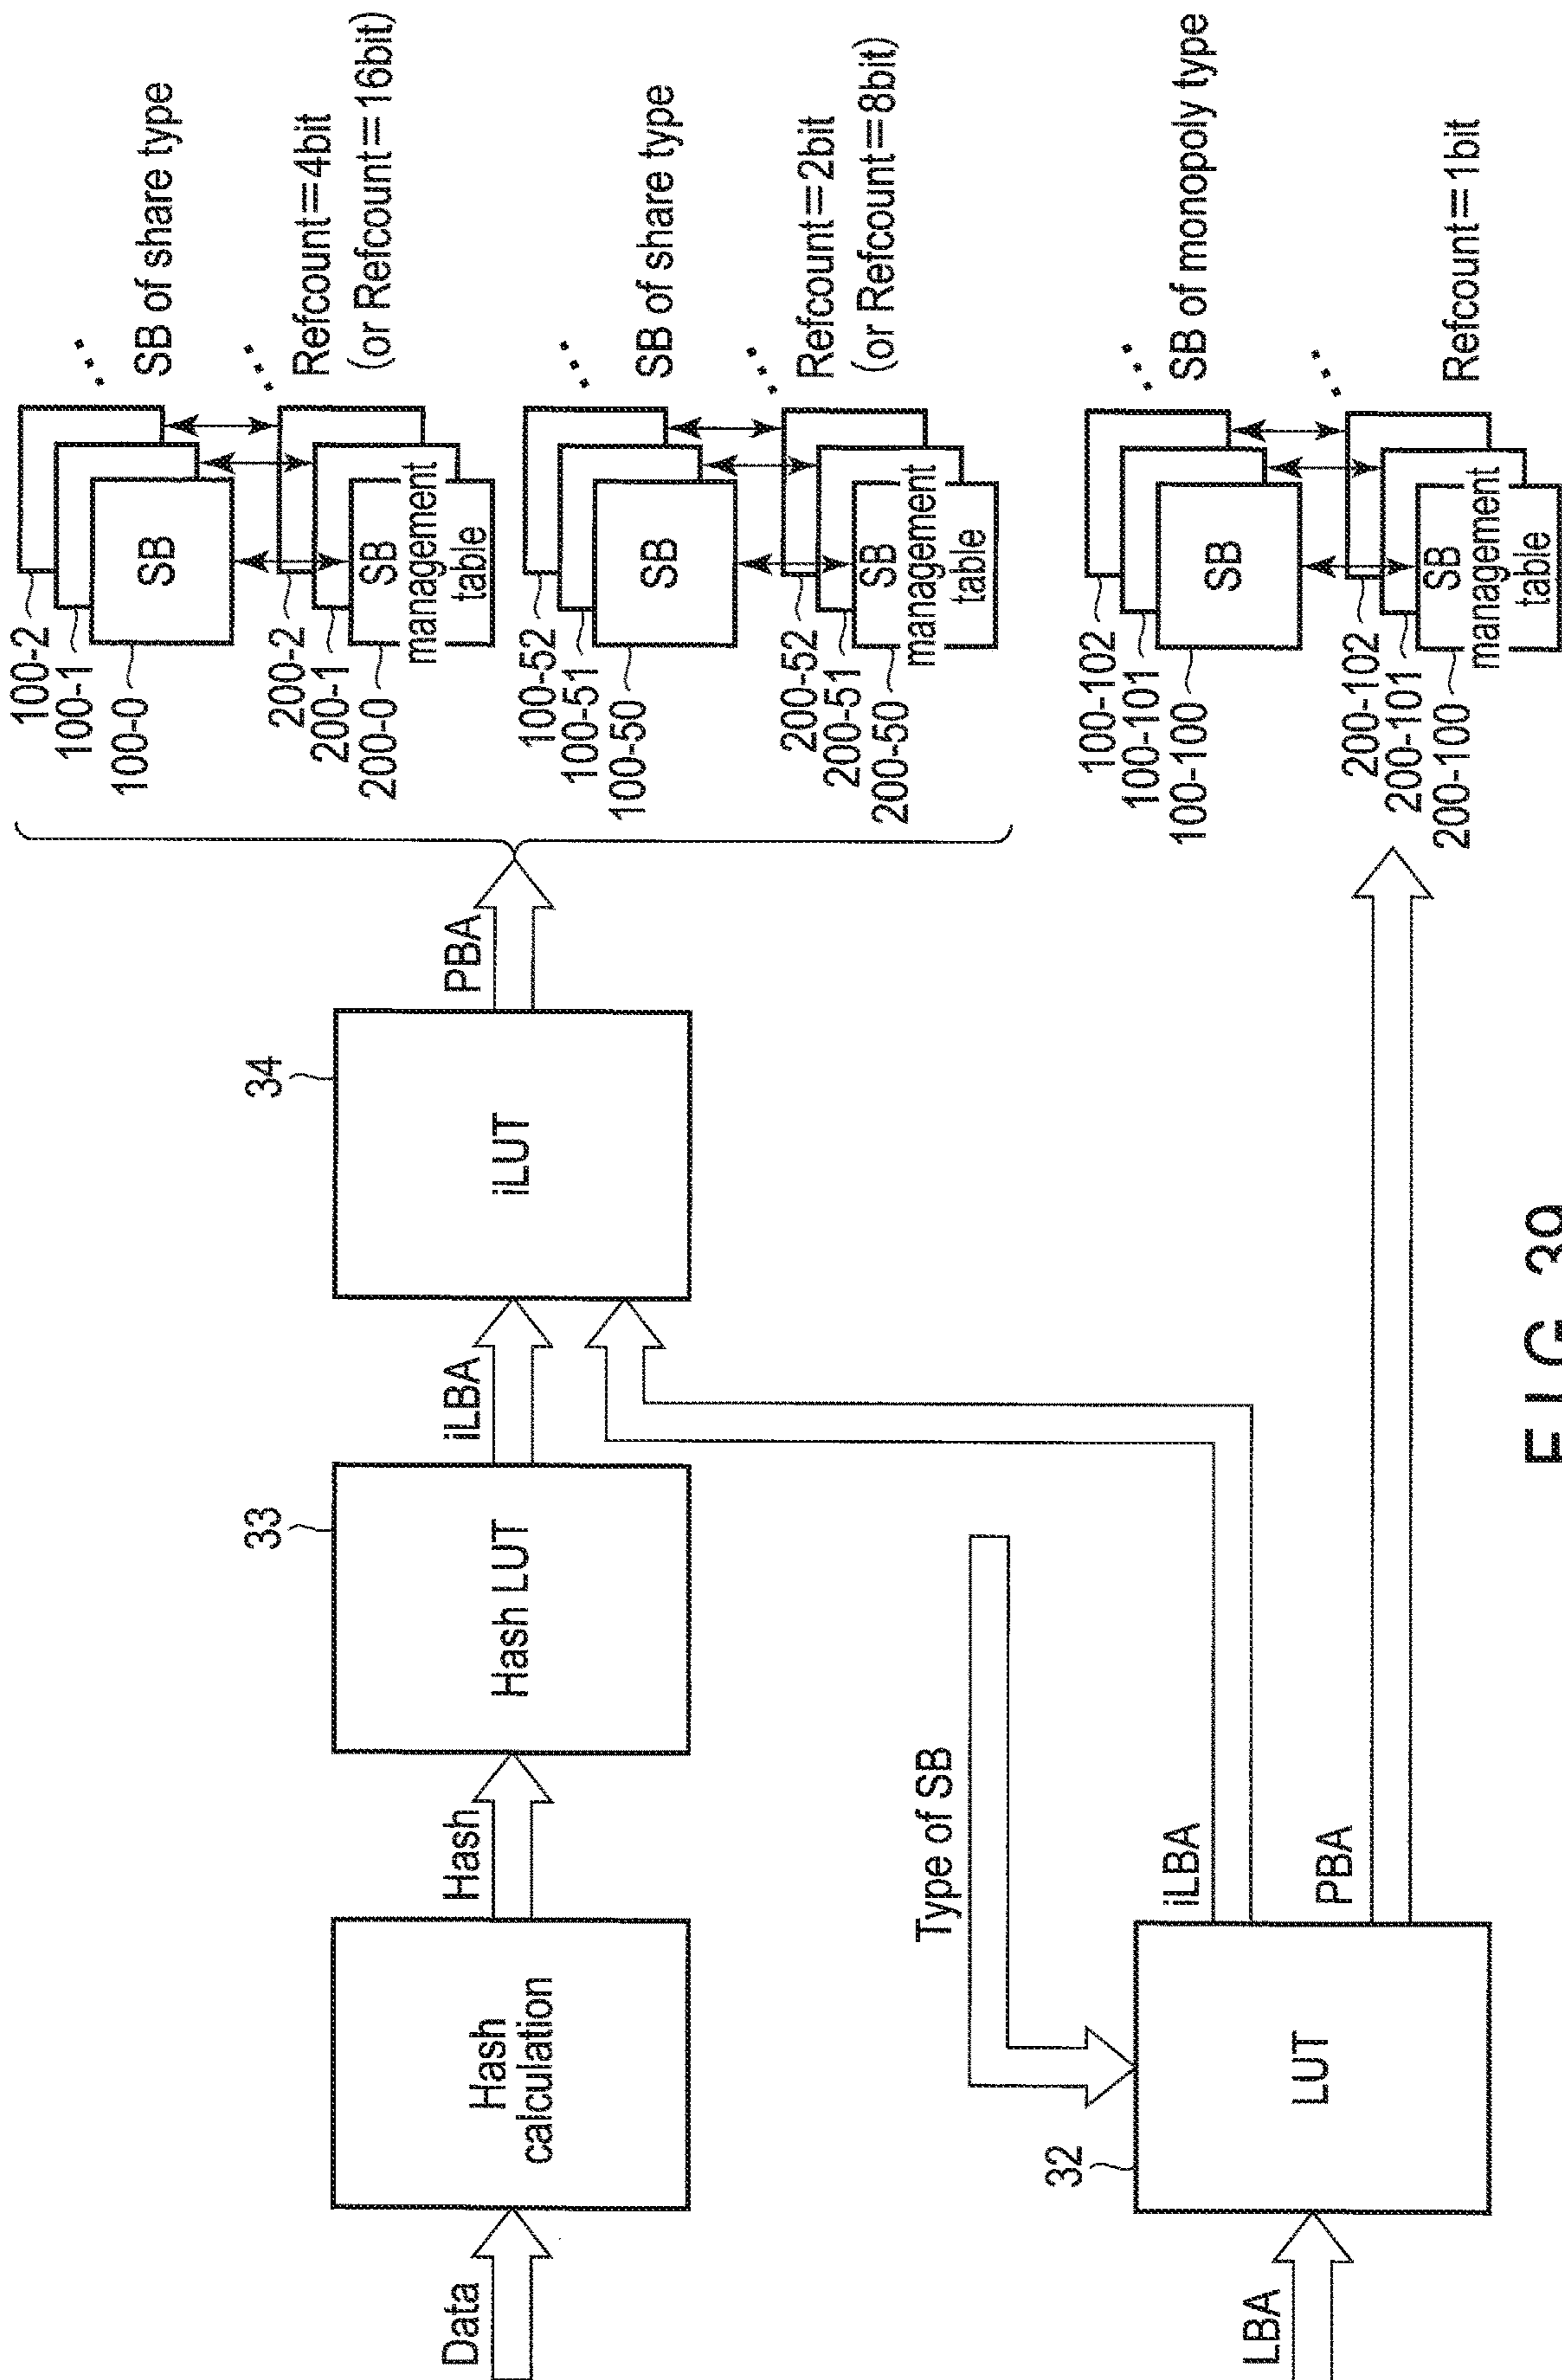 Data
Hash
calculation
Hash
33
Hash LUT
iLBA
34
iLUT
PBA
100-2
100-1
100-0
SB
SB of share type
200-2
200-1
200-0
SB
management
table
Refcount=4bit
(or Refcount=16bit)
100-52
100-51
100-50
SB
SB of share type
200-52
200-51
200-50
SB
management
table
Refcount=2bit
(or Refcount=8bit)
LBA
32
LUT
Type of SB
iLBA
PBA
100-102
100-101
100-100
SB
SB of monopoly type
200-102
200-101
200-100
SB
management
table
Refcount=1bit
F I G. 39